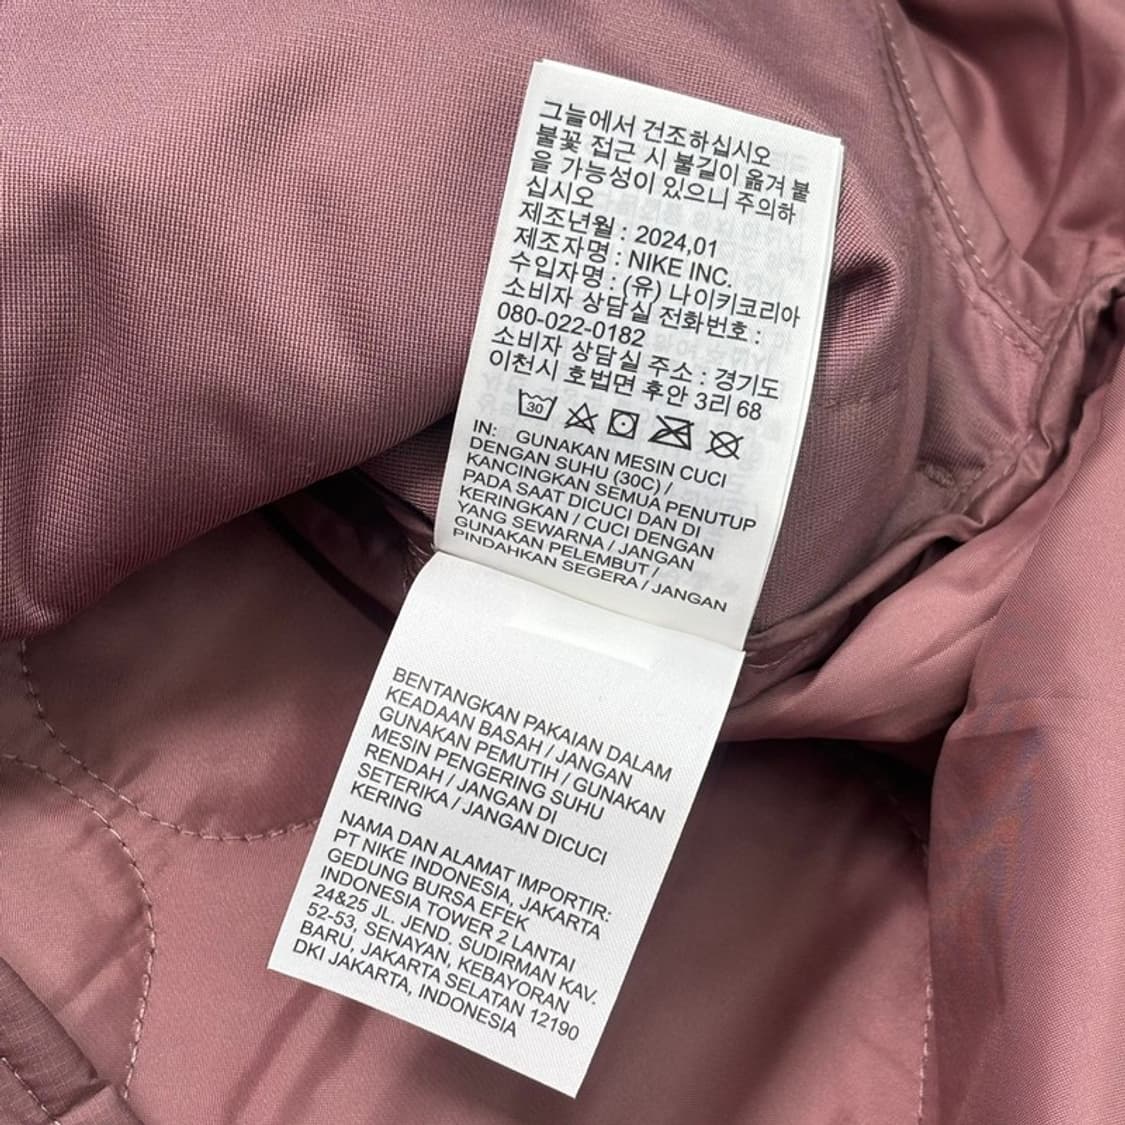 그늘에서 건조하십시오
불꽃 접근 시 불길이 옮겨 붙
을 가능성이 있으니 주의하
십시오
제조년월 : 2024,01
제조자명 : NIKE INC.
수입자명 : (유) 나이키코리아
소비자 상담실 전화번호 :
080-022-0182
소비자 상담실 주소 : 경기도
이천시 호법면 후안 3리 68
30
IN: GUNAKAN MESIN CUCI
DENGAN SUHU (30C) /
KANCINGKAN SEMUA PENUTUP
PADA SAAT DICUCI DAN DI
KERINGKAN / CUCI DENGAN
YANG SEWARNA / JANGAN
GUNAKAN PELEMBUT /
PINDAHKAN SEGERA / JANGAN
BENTANGKAN PAKAIAN DALAM
KEADAAN BASAH / JANGAN
GUNAKAN PEMUTIH / GUNAKAN
MESIN PENGERING SUHU
RENDAH / JANGAN DI
SETERIKA / JANGAN DICUCI
KERING
NAMA DAN ALAMAT IMPORTIR:
PT NIKE INDONESIA, JAKARTA
GEDUNG BURSA EFEK
INDONESIA TOWER 2 LANTAI
24&25 JL. JEND. SUDIRMAN KAV.
52-53, SENAYAN, KEBAYORAN
BARU, JAKARTA SELATAN 12190
DKI JAKARTA, INDONESIA